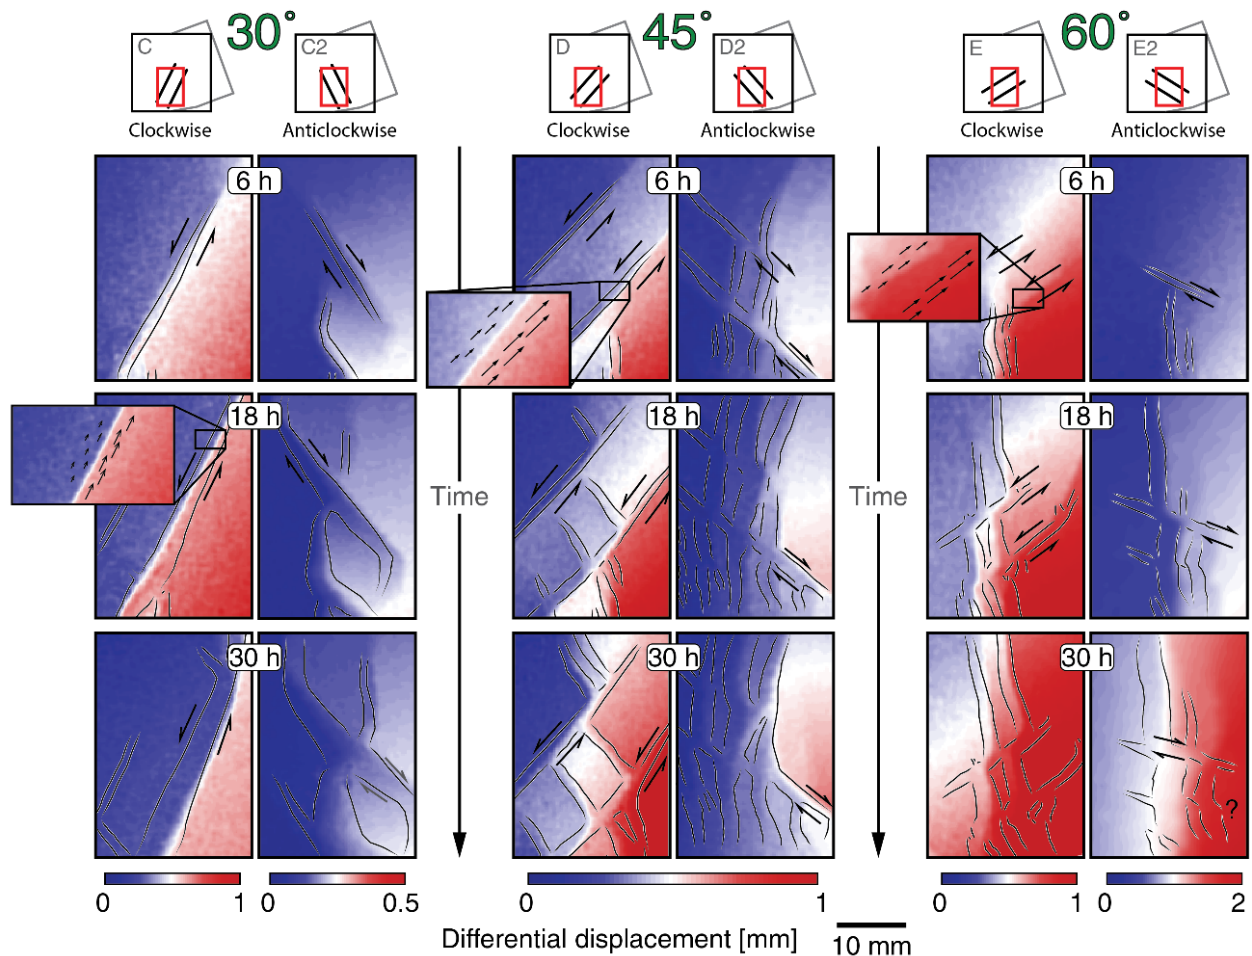 30° 45° 60°
C C2 D D2 E E2
Clockwise Anticlockwise Clockwise Anticlockwise Clockwise Anticlockwise
6 h 6 h 6 h
18 h 18 h 18 h
Time Time
30 h 30 h 30 h
?
0 1 0 0.5 0 1 0 1 0 2
Differential displacement [mm] 10 mm